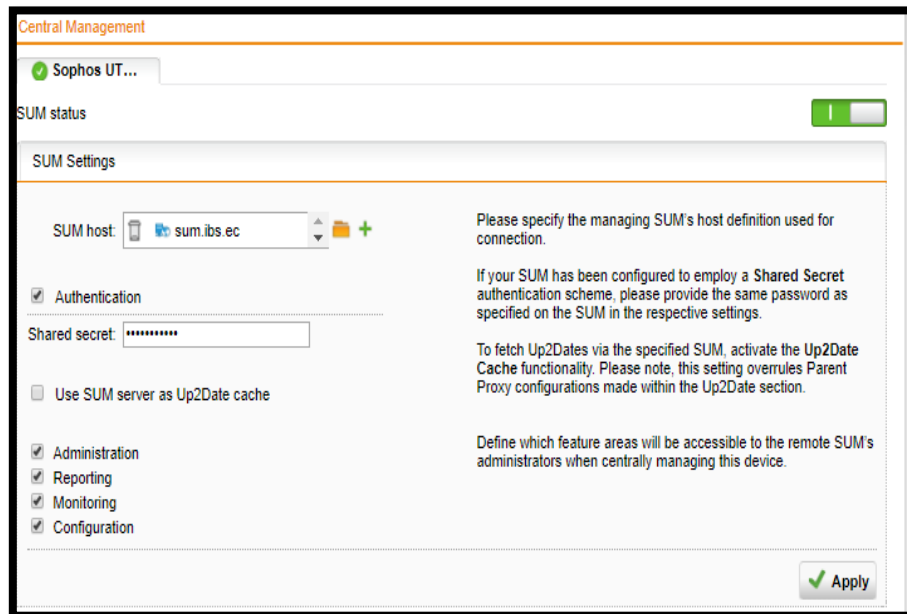 Central Management
Sophos UT...
SUM status
SUM Settings
SUM host:
sum.ibs.ec
Authentication
Shared secret: •••••••••••
Use SUM server as Up2Date cache
Administration
Reporting
Monitoring
Configuration
Please specify the managing SUM's host definition used for
connection.
If your SUM has been configured to employ a Shared Secret
authentication scheme, please provide the same password as
specified on the SUM in the respective settings.
To fetch Up2Dates via the specified SUM, activate the Up2Date
Cache functionality. Please note, this setting overrules Parent
Proxy configurations made within the Up2Date section.
Define which feature areas will be accessible to the remote SUM's
administrators when centrally managing this device.
Apply